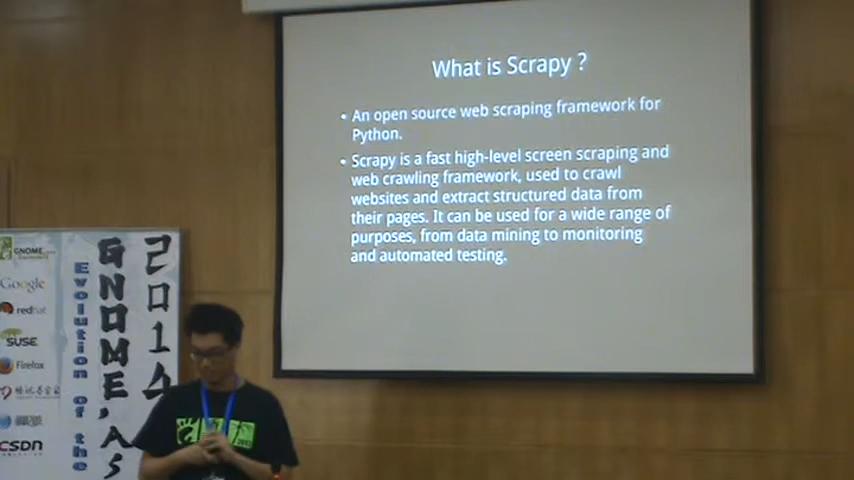 What is Scrapy ?
• An open source web scraping framework for
Python.
• Scrapy is a fast high-level screen scraping and
web crawling framework, used to crawl
websites and extract structured data from
their pages. It can be used for a wide range of
purposes, from data mining to monitoring
and automated testing.
GNOME
Google
redhat
SUSE
Firefox
CSDN
Evolution of the
GNOME,AS
2014